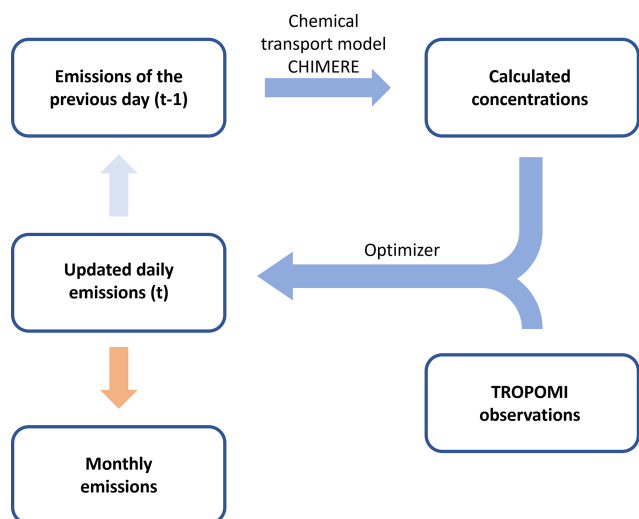 Chemical
transport model
CHIMERE
Emissions of the
previous day (t-1)
Calculated
concentrations
Optimizer
Updated daily
emissions (t)
TROPOMI
observations
Monthly
emissions